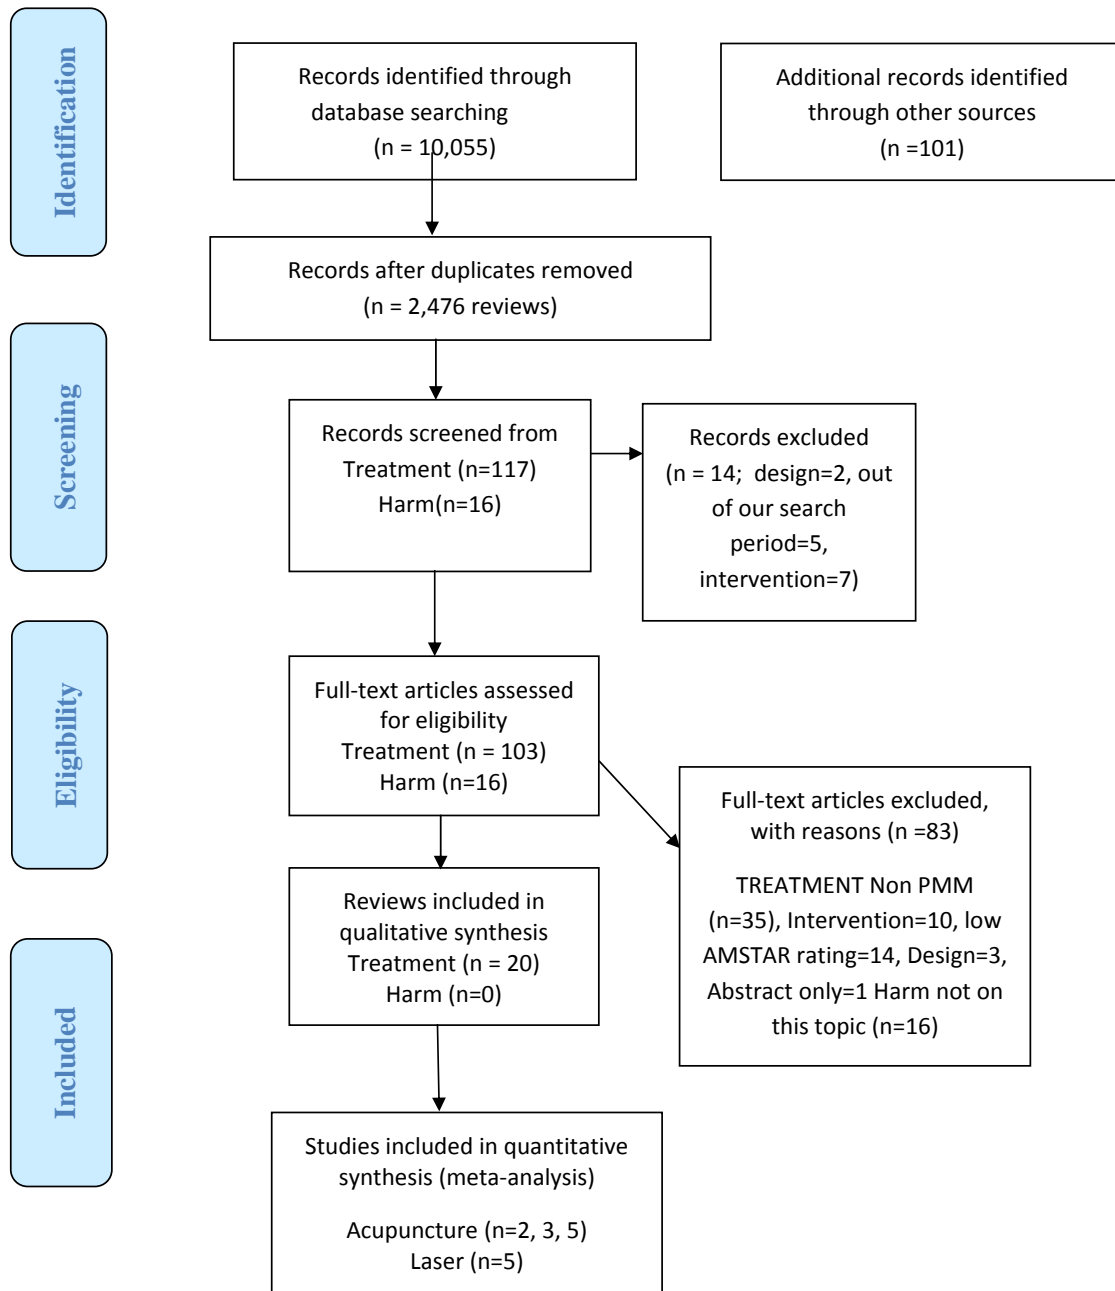 Identification
Records identified through
database searching
(n = 10,055)
Additional records identified
through other sources
(n =101)
Records after duplicates removed
(n = 2,476 reviews)
Screening
Records screened from
Treatment (n=117)
Harm(n=16)
Records excluded
(n = 14; design=2, out
of our search
period=5,
intervention=7)
Eligibility
Full-text articles assessed
for eligibility
Treatment (n = 103)
Harm (n=16)
Full-text articles excluded,
with reasons (n =83)
TREATMENT Non PMM
(n=35), Intervention=10, low
AMSTAR rating=14, Design=3,
Abstract only=1 Harm not on
this topic (n=16)
Included
Reviews included in
qualitative synthesis
Treatment (n = 20)
Harm (n=0)
Studies included in quantitative
synthesis (meta-analysis)
Acupuncture (n=2, 3, 5)
Laser (n=5)